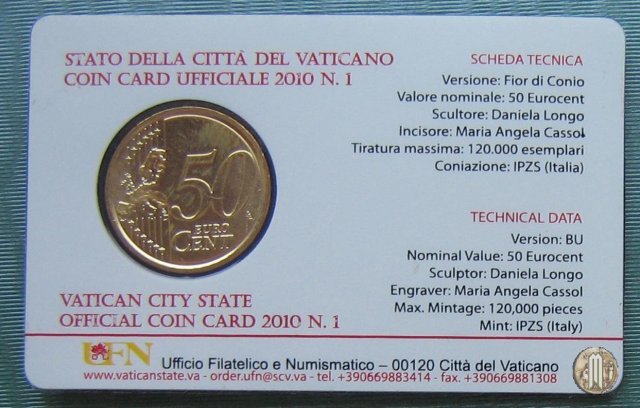 STATO DELLA CITTÀ DEL VATICANO
COIN CARD UFFICIALE 2010 N. 1
SCHEDA TECNICA
Versione: Fior di Conio
Valore nominale: 50 Eurocent
Scultore: Daniela Longo
Incisore: Maria Angela Cassol
Tiratura massima: 120.000 esemplari
Coniazione: IPZS (Italia)
50
EURO
CENT
TECHNICAL DATA
Version: BU
Nominal Value: 50 Eurocent
Sculptor: Daniela Longo
Engraver: Maria Angela Cassol
Max. Mintage: 120,000 pieces
Mint: IPZS (Italy)
VATICAN CITY STATE
OFFICIAL COIN CARD 2010 N. 1
UFN
Ufficio Filatelico e Numismatico – 00120 Città del Vaticano
www.vaticanstate.va - order.ufn@scv.va - tel. +390669883414 - fax. +390669881308